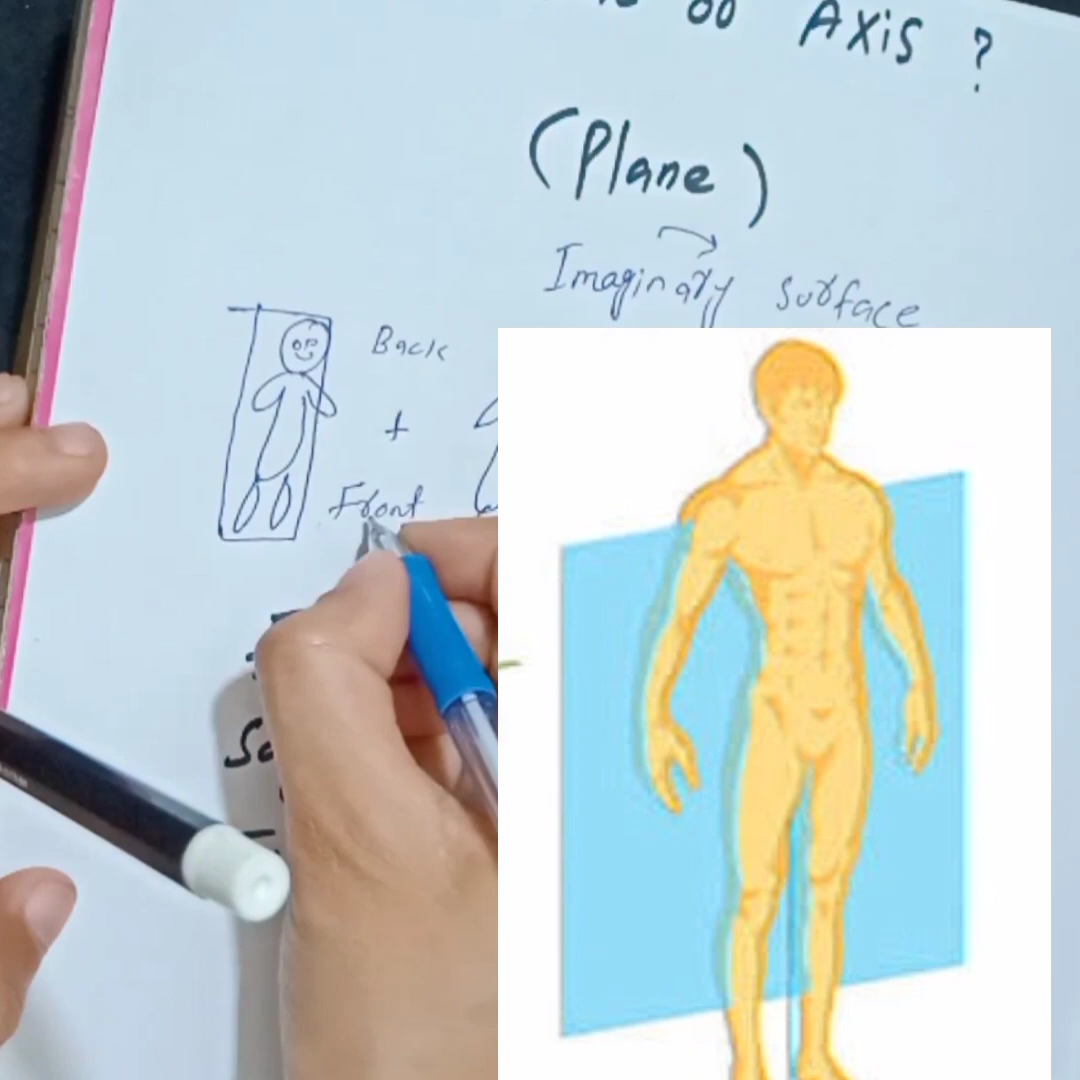 AXiS ?
(Plane)
Imaginary surface
Back
+
Front